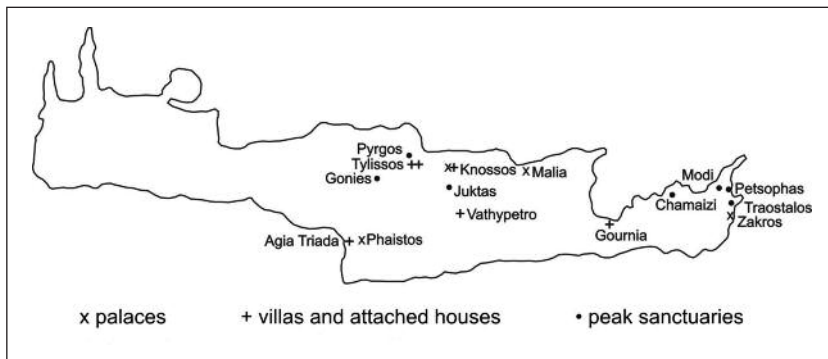 Pyrgos
Tylissos
Gonies
Knossos
Malia
Juktas
Vathypetro
Agia Triada
Phaistos
Gournia
Modi
Petsophas
Chamaizi
Traostalos
Zakros
x palaces
+ villas and attached houses
• peak sanctuaries